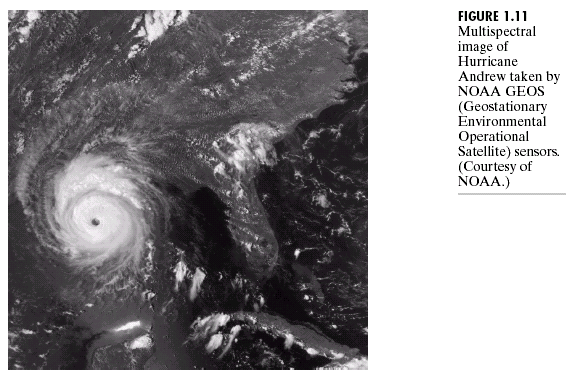 FIGURE 1.11
Multispectral
image of
Hurricane
Andrew taken by
NOAA GEOS
(Geostationary
Environmental
Operational
Satellite) sensors.
(Courtesy of
NOAA.)